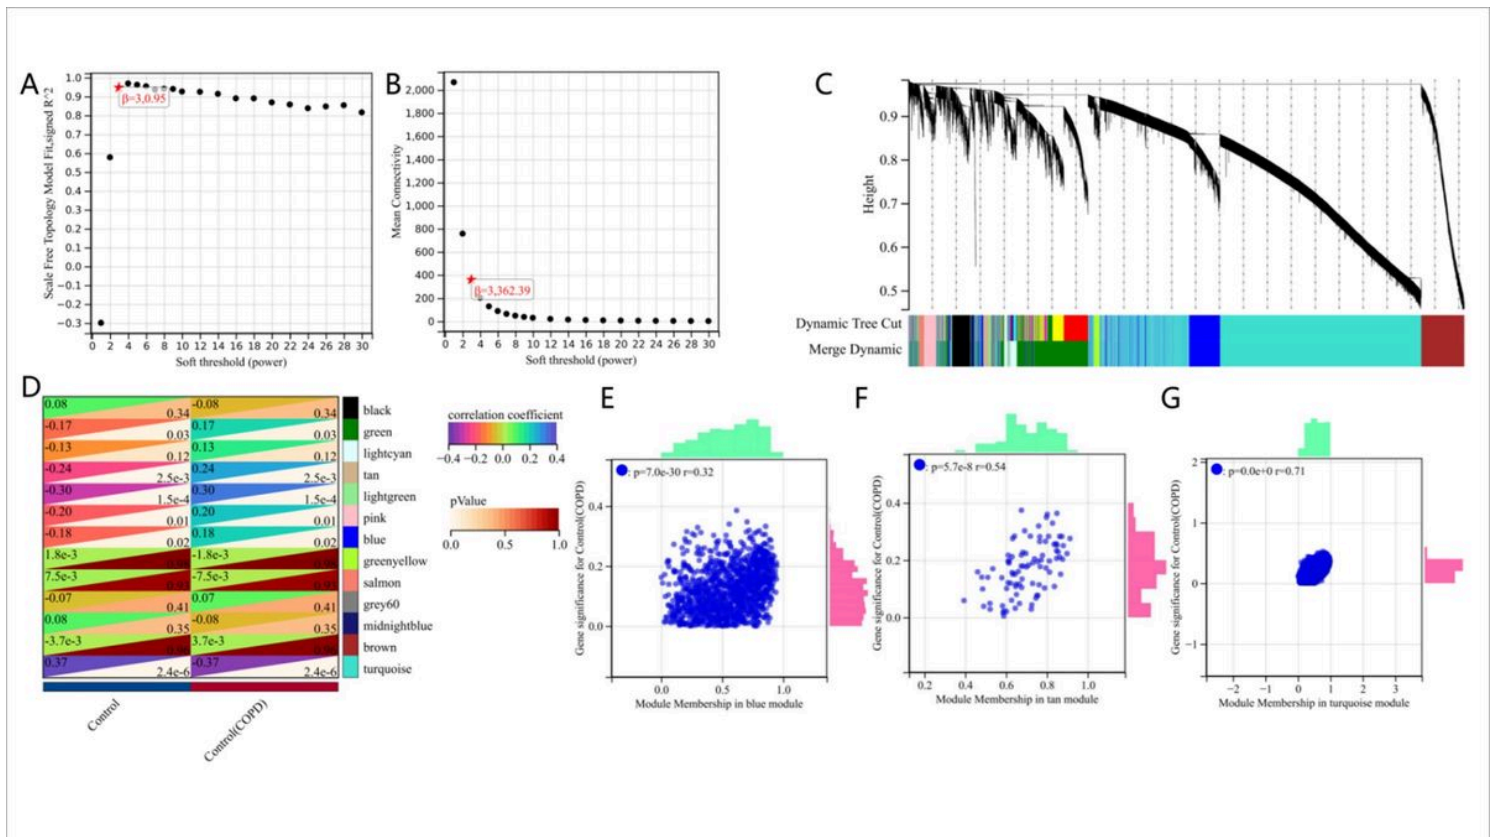 A
Scale Free Topology Model Fit,signed R^2
1.0
0.9
0.8
0.7
0.6
0.5
0.4
0.3
0.2
0.1
0.0
−0.1
−0.2
−0.3
β=3,0.95
0 2 4 6 8 10 12 14 16 18 20 22 24 26 28 30
Soft threshold (power)
B
Mean Connectivity
2,000
1,800
1,600
1,400
1,200
1,000
800
600
400
200
0
β=3,362.39
0 2 4 6 8 10 12 14 16 18 20 22 24 26 28 30
Soft threshold (power)
C
Height
0.9
0.8
0.7
0.6
0.5
Dynamic Tree Cut
Merge Dynamic
D
0.08 0.34 -0.08 0.34 black
-0.17 0.03 0.17 0.03 green
-0.13 0.12 0.13 0.12 lightcyan
-0.24 2.5e-3 0.24 2.5e-3 tan
-0.30 1.5e-4 0.30 1.5e-4 lightgreen
-0.20 0.01 0.20 0.01 pink
-0.18 0.02 0.18 0.02 blue
1.8e-3 -1.8e-3 greenyellow
7.5e-3 -7.5e-3 salmon
-0.07 0.41 0.07 0.41 grey60
0.08 0.35 -0.08 0.35 midnightblue
-3.7e-3 3.7e-3 brown
0.37 2.4e-6 -0.37 2.4e-6 turquoise
Control
Control(COPD)
correlation coefficient
−0.4 −0.2 0.0 0.2 0.4
pValue
0.0 0.5 1.0
E
: p=7.0e-30 r=0.32
Gene significance for Control(COPD)
0.4
0.2
0.0
0.0 0.5 1.0
Module Membership in blue module
F
: p=5.7e-8 r=0.54
Gene significance for Control(COPD)
0.4
0.2
0.0
0.2 0.4 0.6 0.8 1.0
Module Membership in tan module
G
: p=0.0e+0 r=0.71
Gene significance for Control(COPD)
2
1
0
−1
−2 −1 0 1 2 3
Module Membership in turquoise module